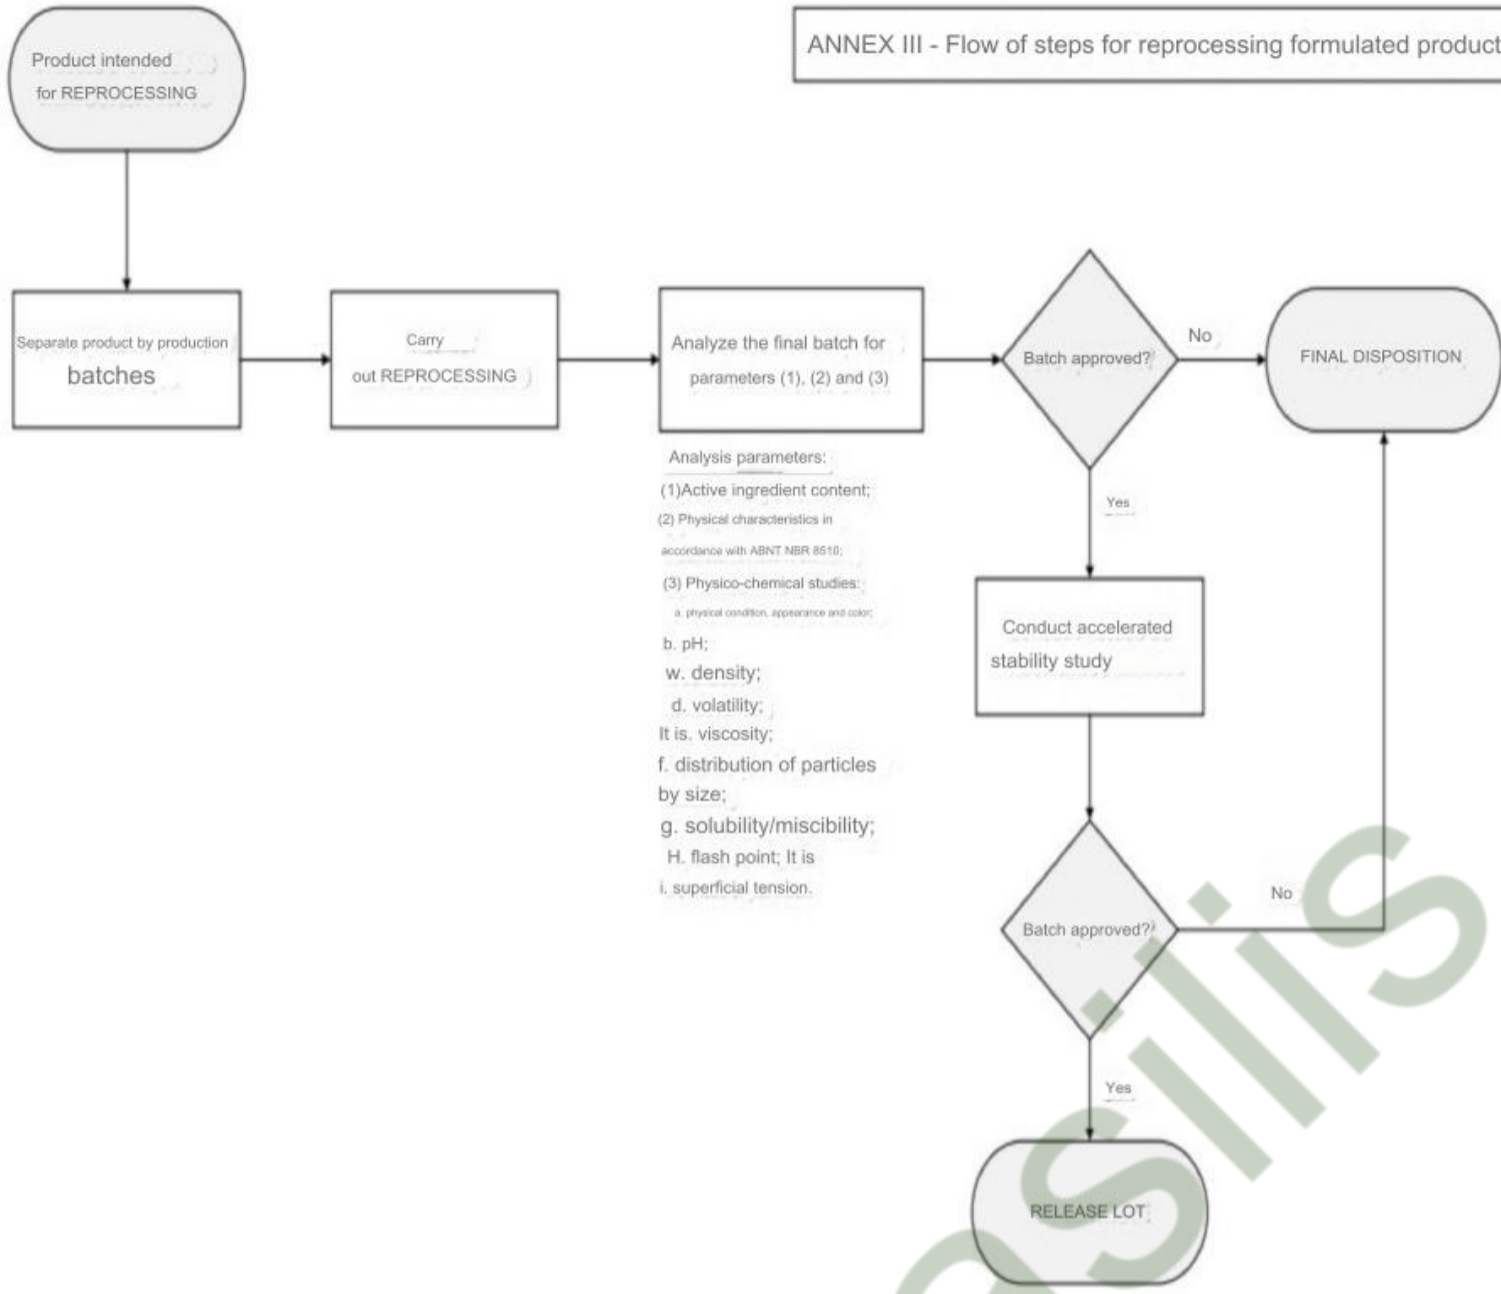 ANNEX III - Flow of steps for reprocessing formulated product
Product intended
for REPROCESSING
Separate product by production
batches
Carry
out REPROCESSING
Analyze the final batch for
parameters (1), (2) and (3)
Batch approved?
No
FINAL DISPOSITION
Analysis parameters:
(1)Active ingredient content;
(2) Physical characteristics in
accordance with ABNT NBR 8510;
(3) Physico-chemical studies:
a. physical condition, appearance and color;
b. pH;
w. density;
d. volatility;
It is. viscosity;
f. distribution of particles
by size;
g. solubility/miscibility;
H. flash point; It is
i. superficial tension.
Yes
Conduct accelerated
stability study
Batch approved?
No
Yes
RELEASE LOT
asilis